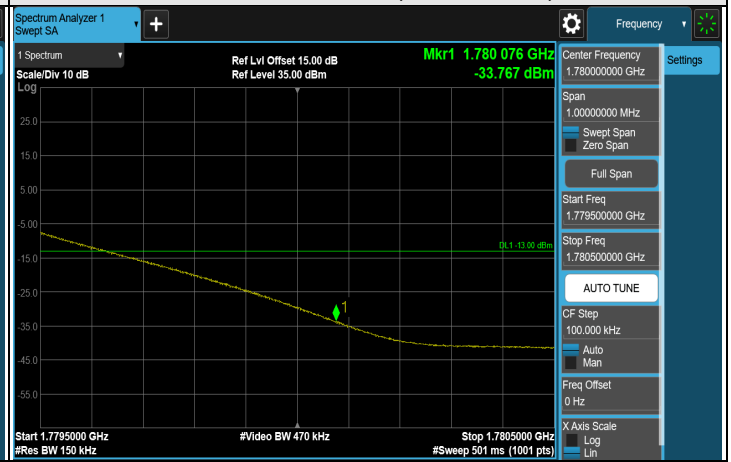 Spectrum Analyzer 1
Swept SA
Frequency
1 Spectrum
Scale/Div 10 dB
Ref Lvl Offset 15.00 dB
Ref Level 35.00 dBm
Mkr1 1.780 076 GHz
-33.767 dBm
Log
25.0
15.0
5.00
-5.00
-15.0
-25.0
-35.0
-45.0
-55.0
DL1 -13.00 dBm
1
Start 1.7795000 GHz
#Video BW 470 kHz
Stop 1.7805000 GHz
#Res BW 150 kHz
#Sweep 501 ms (1001 pts)
Center Frequency
1.780000000 GHz
Settings
Span
1.00000000 MHz
Swept Span
Zero Span
Full Span
Start Freq
1.779500000 GHz
Stop Freq
1.780500000 GHz
AUTO TUNE
CF Step
100.000 kHz
Auto
Man
Freq Offset
0 Hz
X Axis Scale
Log
Lin